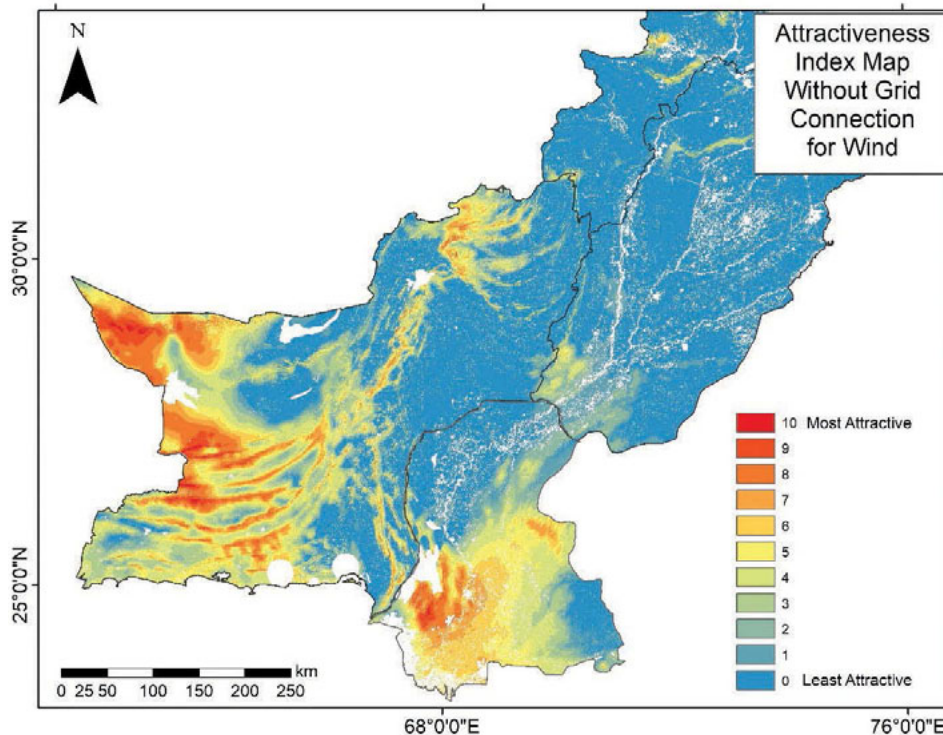 N
Attractiveness
Index Map
Without Grid
Connection
for Wind
30°0'0"N
25°0'0"N
10 Most Attractive
9
8
7
6
5
4
3
2
1
0 Least Attractive
km
0 25 50 100 150 200 250
68°0'0"E
76°0'0"E